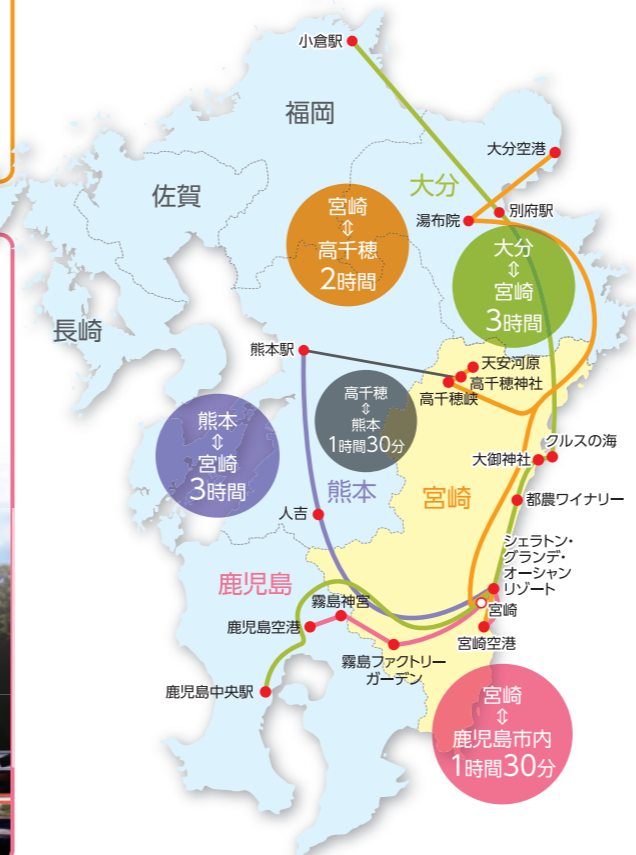 小倉駅
福岡
大分空港
大分
佐賀
別府駅
湯布院
宮崎
⇕
高千穂
2時間
大分
⇕
宮崎
3時間
長崎
熊本駅
天安河原
高千穂神社
高千穂峡
高千穂
⇕
熊本
1時間30分
熊本
⇕
宮崎
3時間
クルスの海
大御神社
熊本
宮崎
都農ワイナリー
人吉
シェラトン・
グランデ・
オーシャン
リゾート
鹿児島
霧島神宮
宮崎
鹿児島空港
宮崎空港
霧島ファクトリー
ガーデン
鹿児島中央駅
宮崎
⇕
鹿児島市内
1時間30分